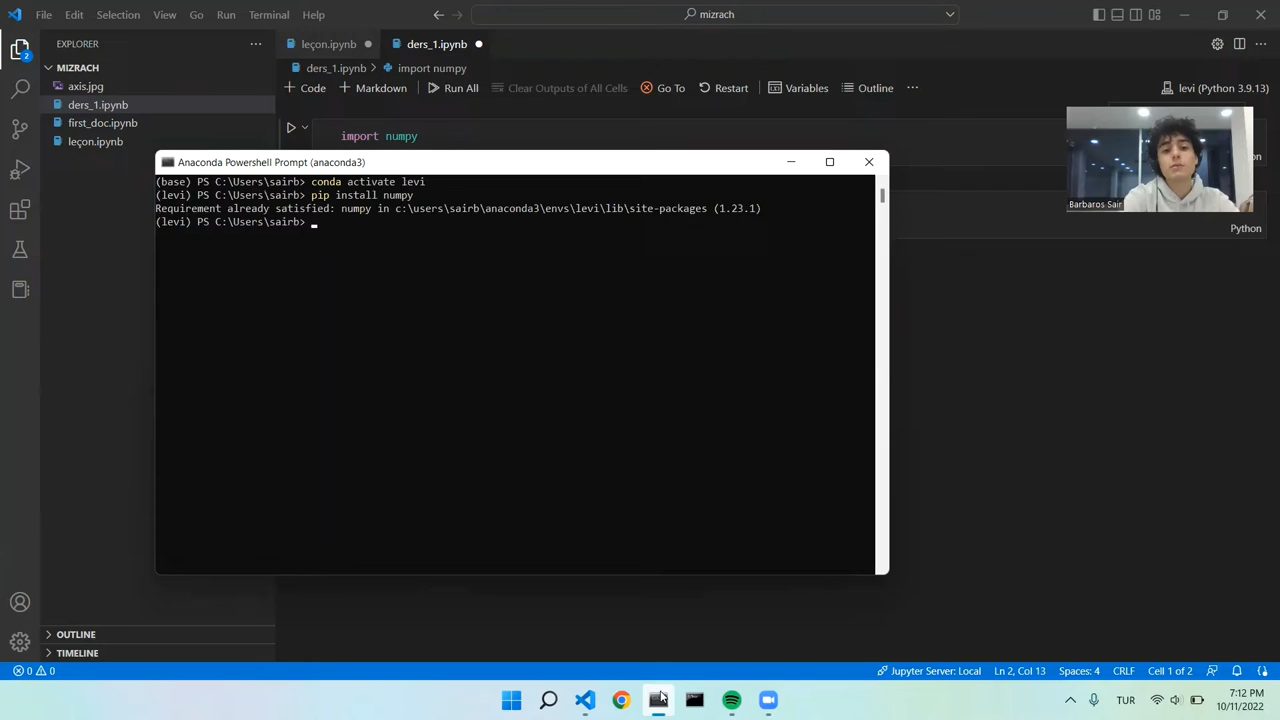 File Edit Selection View Go Run Terminal Help
mizrach
EXPLORER
leçon.ipynb
ders_1.ipynb
MIZRACH
ders_1.ipynb > import numpy
axis.jpg
Code
Markdown
Run All
Clear Outputs of All Cells
Go To
Restart
Variables
Outline
levi (Python 3.9.13)
ders_1.ipynb
first_doc.ipynb
leçon.ipynb
import numpy
Barbaros Sair
Python
Anaconda Powershell Prompt (anaconda3)
(base) PS C:\Users\sairb> conda activate levi
(levi) PS C:\Users\sairb> pip install numpy
Requirement already satisfied: numpy in c:\users\sairb\anaconda3\envs\levi\lib\site-packages (1.23.1)
(levi) PS C:\Users\sairb>
OUTLINE
TIMELINE
0 0
Jupyter Server: Local
Ln 2, Col 13
Spaces: 4
CRLF
Cell 1 of 2
TUR
7:12 PM
10/11/2022
2